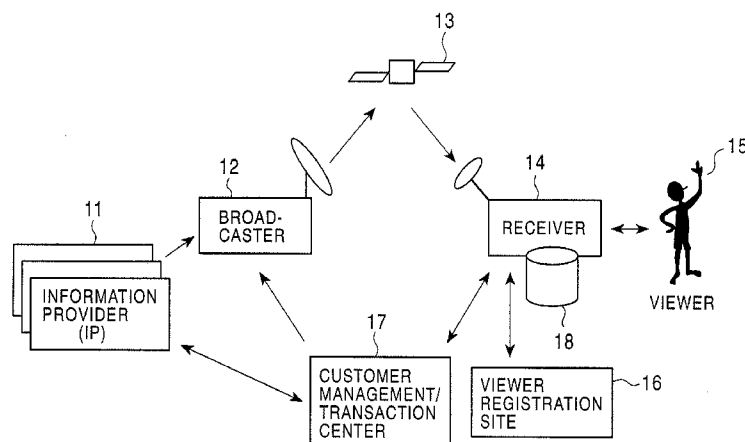 13
12
14
15
11
BROAD-
CASTER
RECEIVER
INFORMATION
PROVIDER
(IP)
VIEWER
17
18
CUSTOMER
MANAGEMENT/
TRANSACTION
CENTER
VIEWER
REGISTRATION
SITE
16